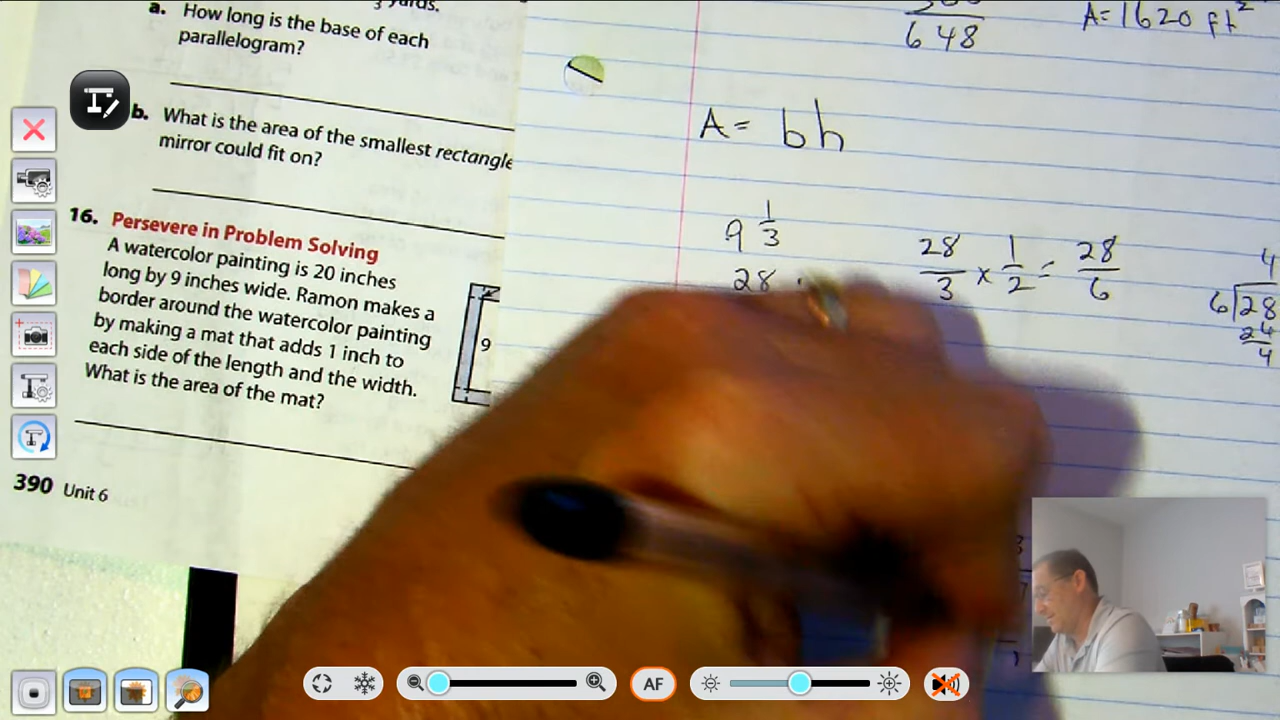 3 yards.
a. How long is the base of each
parallelogram?
b. What is the area of the smallest rectangle
mirror could fit on?
16. Persevere in Problem Solving
A watercolor painting is 20 inches
long by 9 inches wide. Ramon makes a
border around the watercolor painting
by making a mat that adds 1 inch to
each side of the length and the width.
What is the area of the mat?
9
390 Unit 6
648
A = 1620 ft²
A = bh
9 1/3
28
28/3 x 1/2 = 28/6
4
6)28
24
4
AF